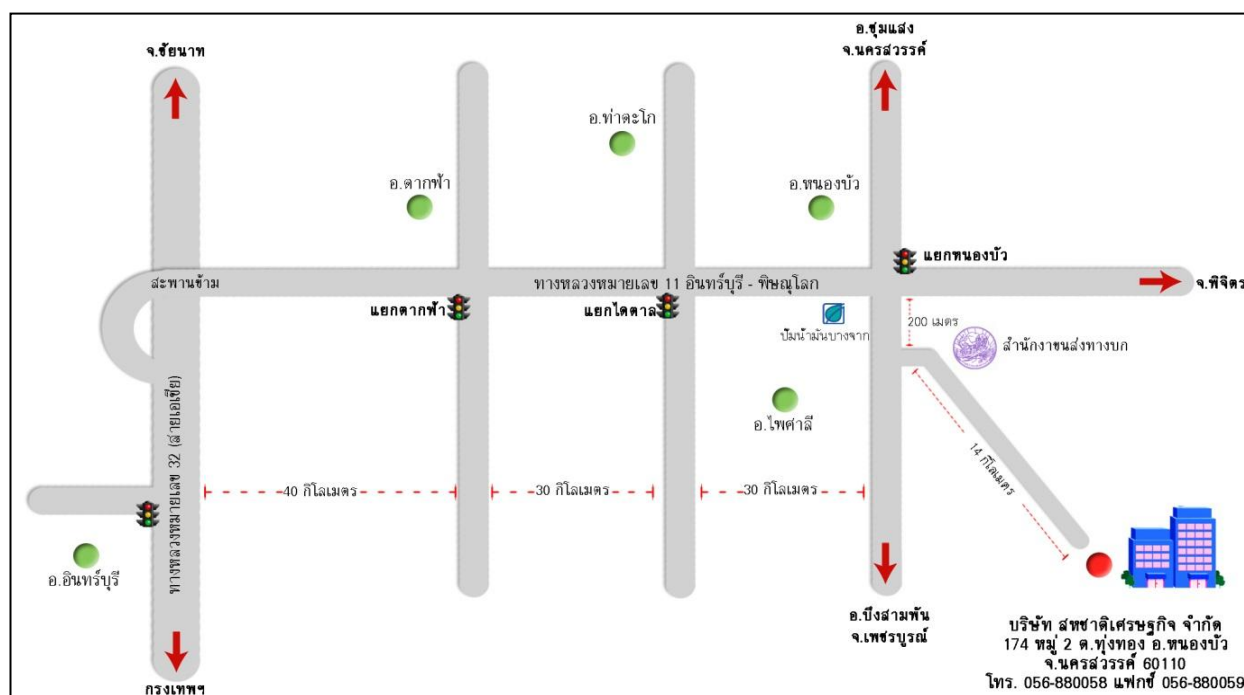 จ.ชัยนาท
อ.ชุมแสง
จ.นครสวรรค์
อ.ท่าตะโก
อ.ตากฟ้า
อ.หนองบัว
แยกหนองบัว
สะพานข้าม
ทางหลวงหมายเลข 11 อินทร์บุรี - พิษณุโลก
จ.พิจิตร
แยกตากฟ้า
แยกไดตาล
ปั๊มน้ำมันบางจาก
200 เมตร
สำนักงาขนส่งทางบก
อ.ไพศาลี
ทางหลวงหมายเลข 32 (สายเอเซีย)
14 กิโลเมตร
40 กิโลเมตร
30 กิโลเมตร
30 กิโลเมตร
อ.อินทร์บุรี
กรุงเทพฯ
อ.บึงสามพัน
จ.เพชรบูรณ์
บริษัท สหชาติเศรษฐกิจ จำกัด
174 หมู่ 2 ต.ทุ่งทอง อ.หนองบัว
จ.นครสวรรค์ 60110
โทร. 056-880058 แฟกซ์ 056-880059